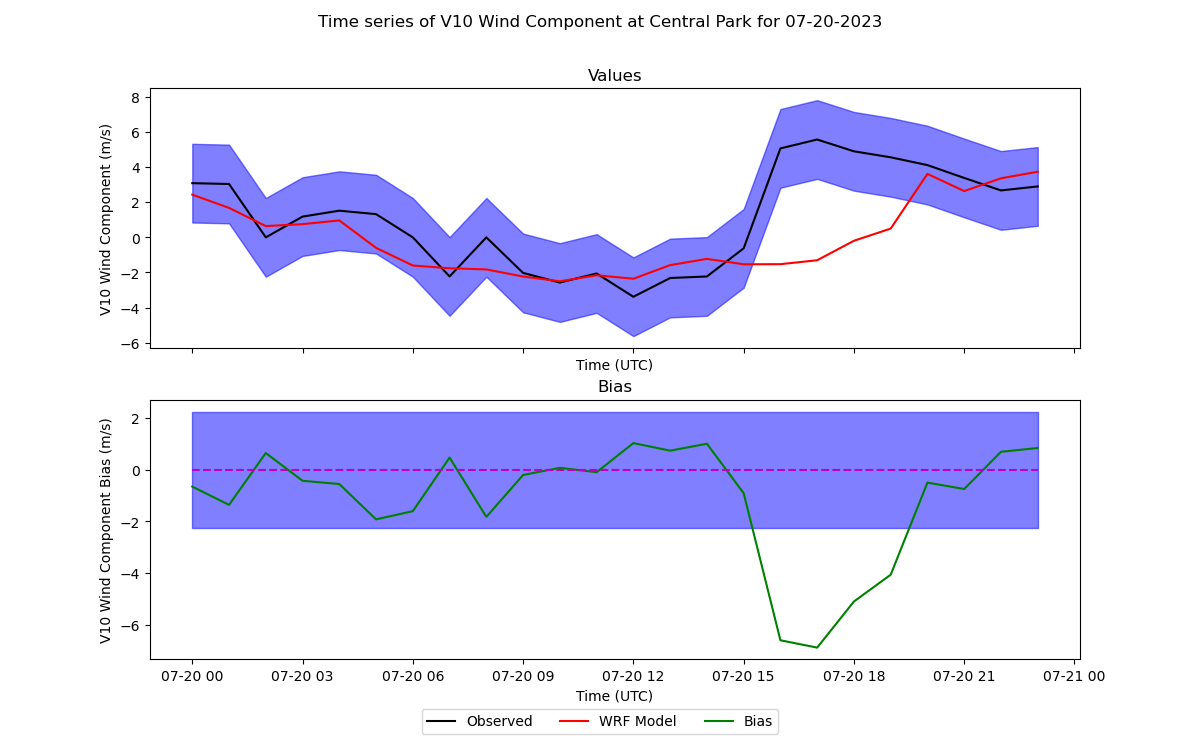 Time series of V10 Wind Component at Central Park for 07-20-2023
Values
V10 Wind Component (m/s)
8
6
4
2
0
−2
−4
−6
Time (UTC)
Bias
V10 Wind Component Bias (m/s)
2
0
−2
−4
−6
07-20 00 07-20 03 07-20 06 07-20 09 07-20 12 07-20 15 07-20 18 07-20 21 07-21 00
Time (UTC)
Observed WRF Model Bias